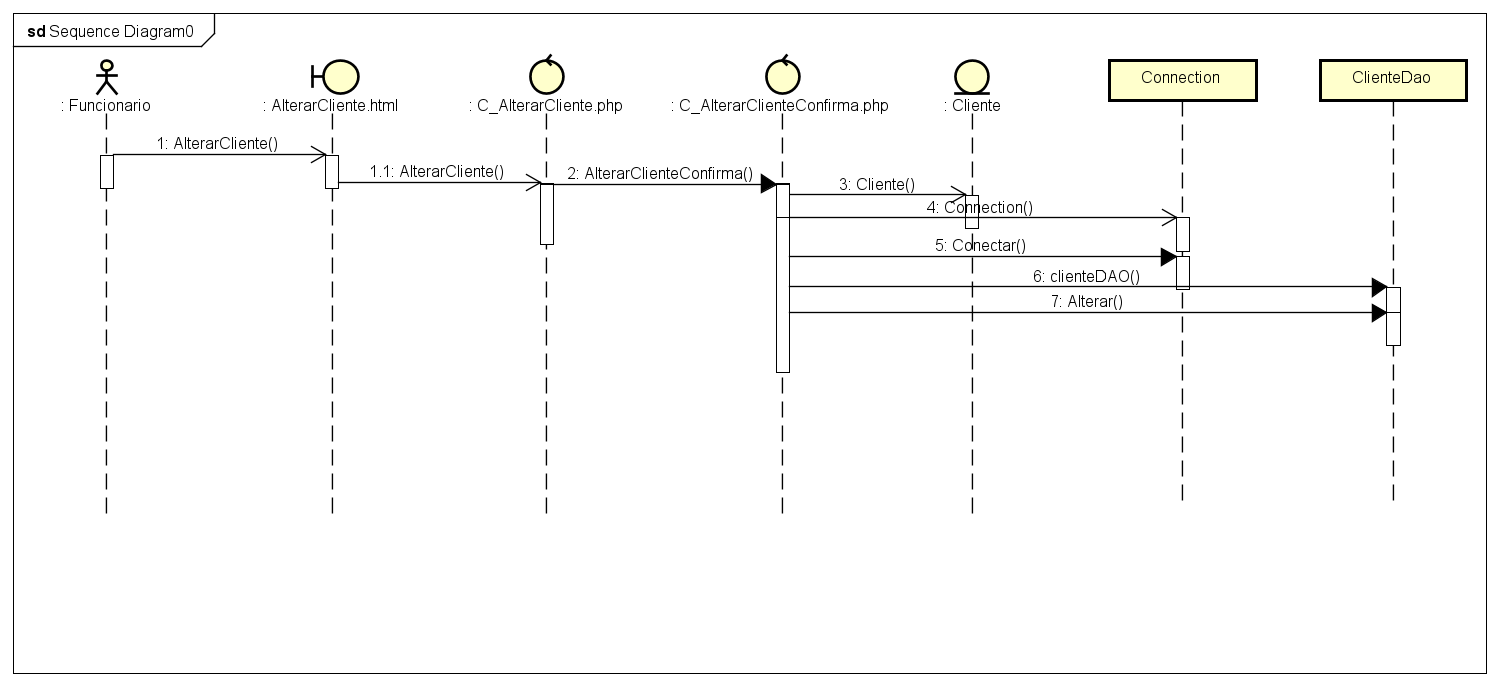 sd Sequence Diagram0
: Funcionario
: AlterarCliente.html
: C_AlterarCliente.php
: C_AlterarClienteConfirma.php
: Cliente
Connection
ClienteDao
1: AlterarCliente()
1.1: AlterarCliente()
2: AlterarClienteConfirma()
3: Cliente()
4: Connection()
5: Conectar()
6: clienteDAO()
7: Alterar()